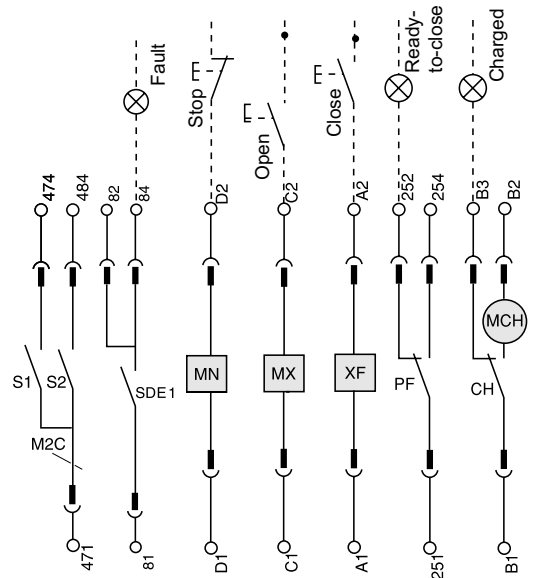 Fault
Stop
Open
Close
Ready-
to-close
Charged
474
484
82
84
D2
C2
A2
252
254
B3
B2
MCH
S1
S2
SDE1
MN
MX
XF
PF
CH
M2C
471
81
D1
C1
A1
251
B1